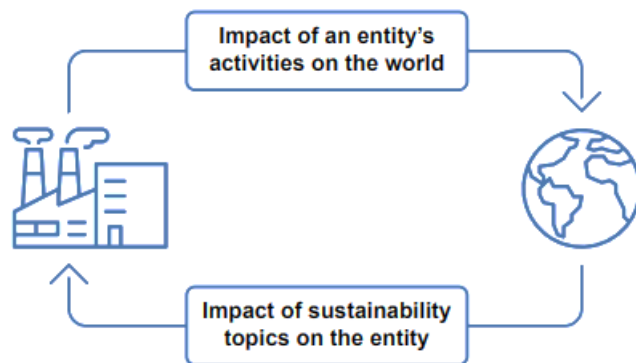 Impact of an entity’s
activities on the world
Impact of sustainability
topics on the entity